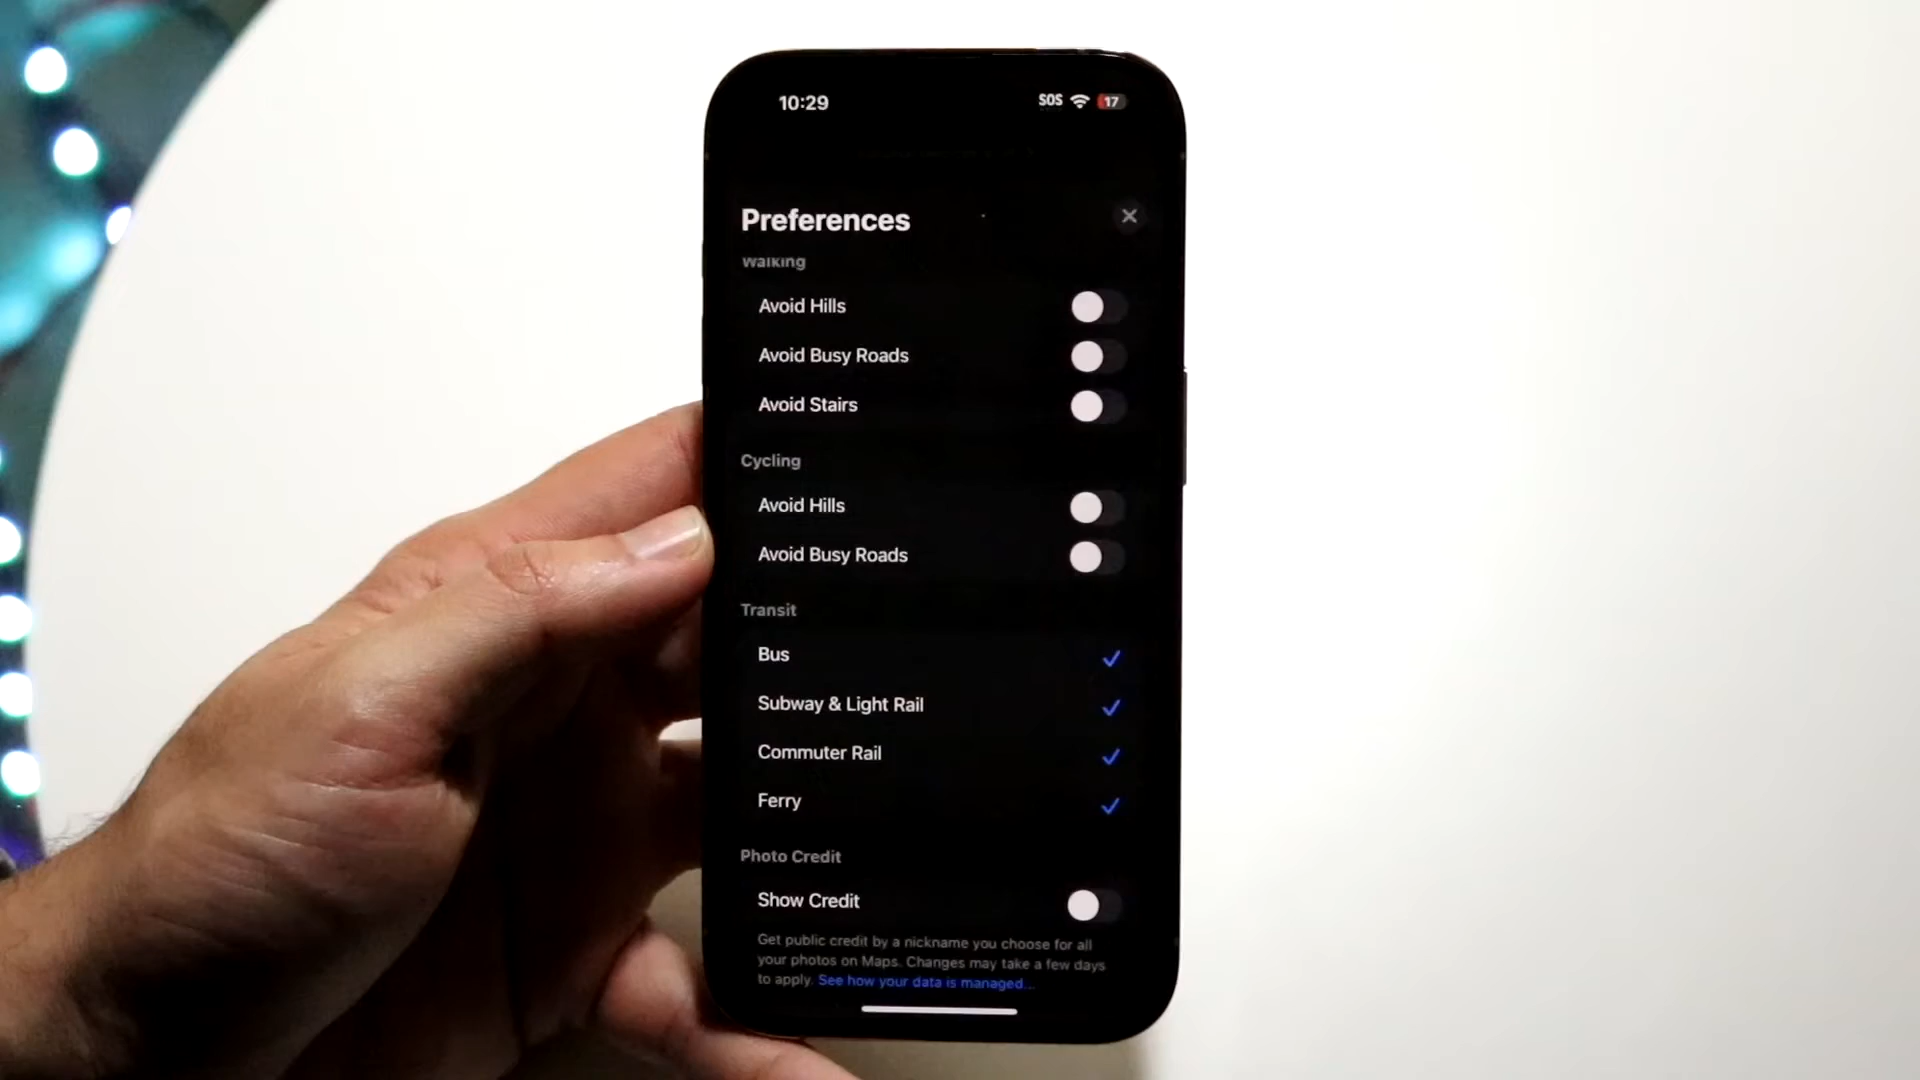 10:29 SOS 17
Preferences
Walking
Avoid Hills
Avoid Busy Roads
Avoid Stairs
Cycling
Avoid Hills
Avoid Busy Roads
Transit
Bus
Subway & Light Rail
Commuter Rail
Ferry
Photo Credit
Show Credit
Get public credit by a nickname you choose for all
your photos on Maps. Changes may take a few days
to apply. See how your data is managed...